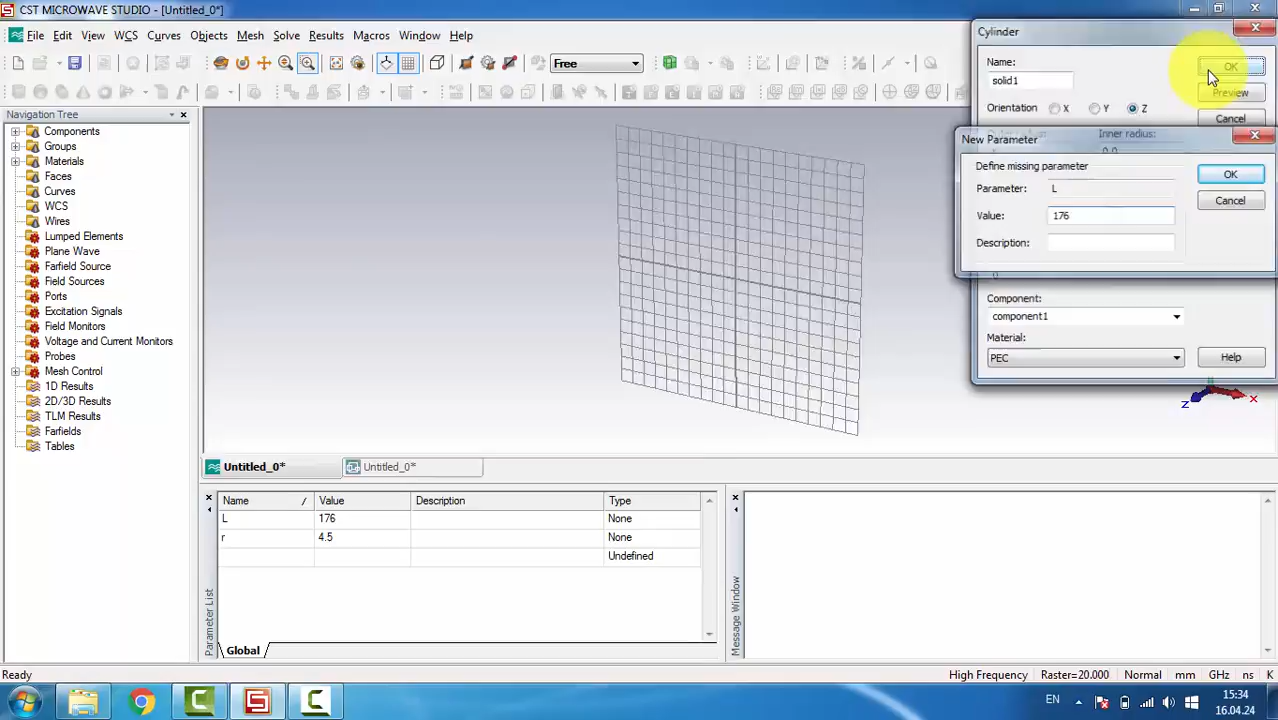 CST MICROWAVE STUDIO - [Untitled_0*]
File Edit View WCS Curves Objects Mesh Solve Results Macros Window Help
Free
Navigation Tree
Components
Groups
Materials
Faces
Curves
WCS
Wires
Lumped Elements
Plane Wave
Farfield Source
Field Sources
Ports
Excitation Signals
Field Monitors
Voltage and Current Monitors
Probes
Mesh Control
1D Results
2D/3D Results
TLM Results
Farfields
Tables
Cylinder
Name:
solid1
OK
Preview
Orientation X Y Z
Cancel
Inner radius:
0.0
New Parameter
Define missing parameter
Parameter: L
OK
Cancel
Value: 176
Description:
0
Component:
component1
Material:
PEC
Help
Z X
Untitled_0* Untitled_0*
Name / Value Description Type
L 176 None
r 4.5 None
Undefined
Parameter List
Global
Message Window
Ready
High Frequency Raster=20.000 Normal mm GHz ns K
EN
15:34
16.04.24